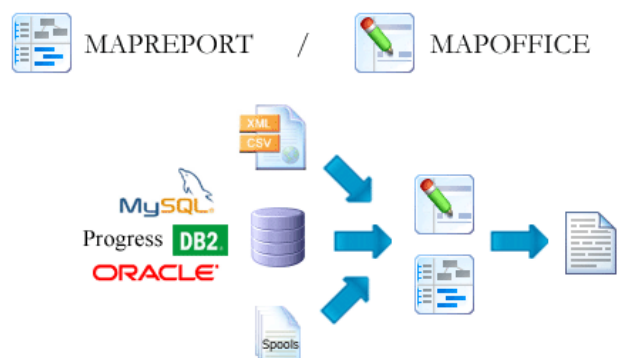 MAPREPORT / MAPOFFICE
XML
CSV
MySQL
Progress DB2
ORACLE
Spools